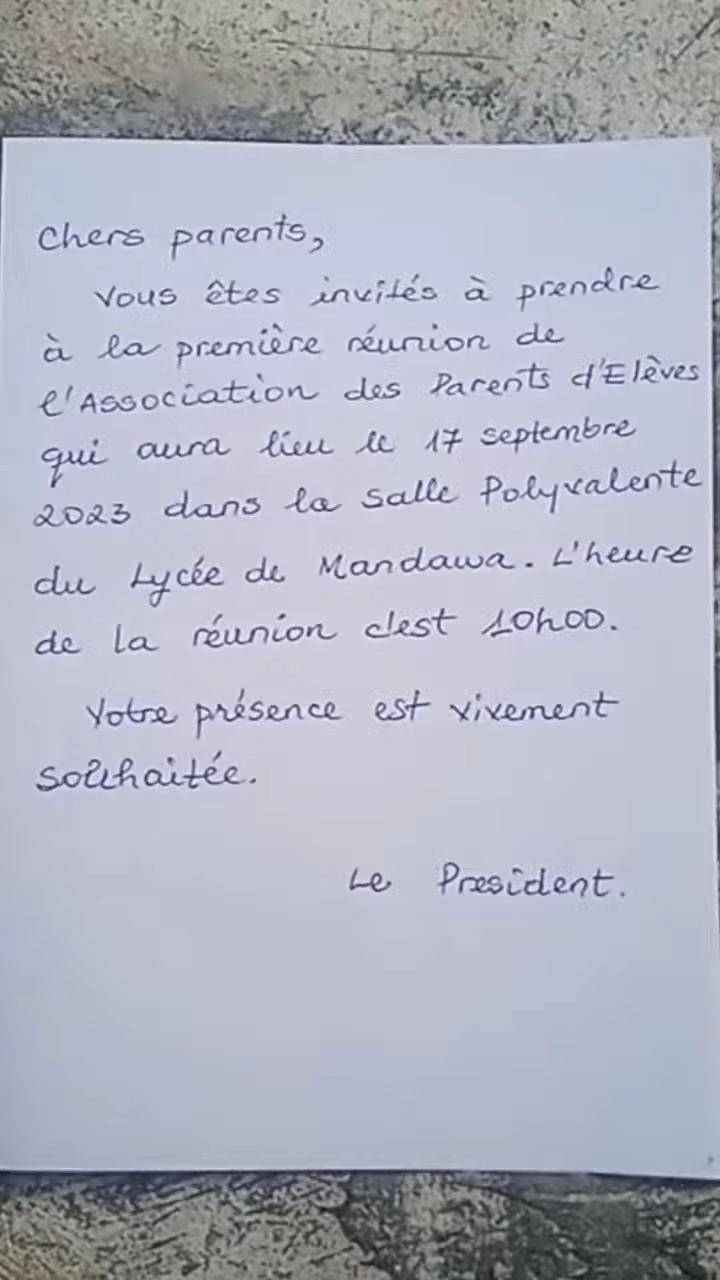 Chers parents,
Vous êtes invités à prendre
à la première réunion de
l'Association des Parents d'Elèves
qui aura lieu le 17 septembre
2023 dans la salle Polyvalente
du Lycée de Mandawa. L'heure
de la réunion c'est 10h00.
Votre présence est vivement
souhaitée.
Le President.